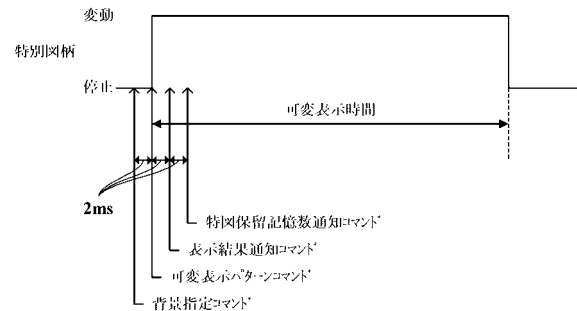 変動
特別図柄
停止
可変表示時間
2ms
特図保留記憶数通知ｺﾏﾝﾄﾞ
表示結果通知ｺﾏﾝﾄﾞ
可変表示ﾊﾟﾀｰﾝｺﾏﾝﾄﾞ
背景指定ｺﾏﾝﾄﾞ